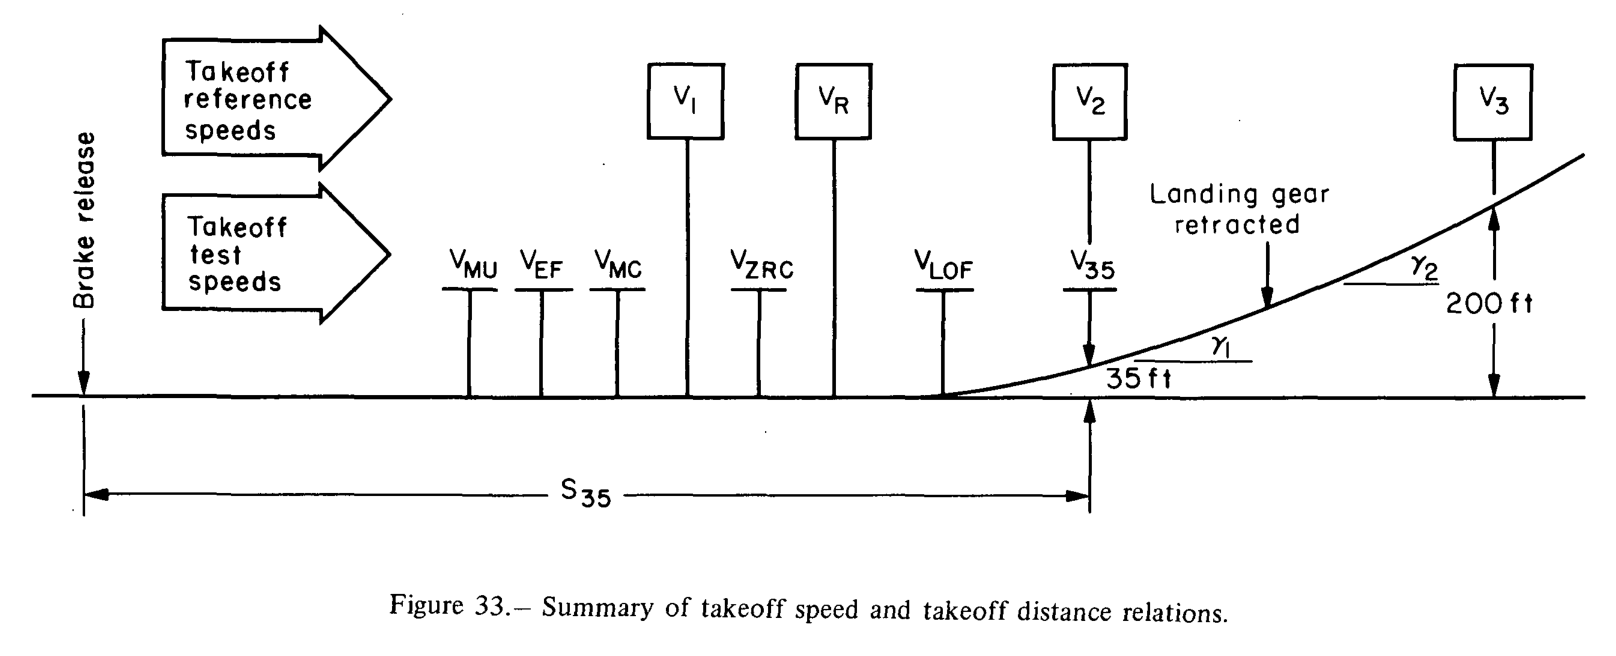 Takeoff
reference
speeds
V1
VR
V2
V3
Brake release
Takeoff
test
speeds
VMU
VEF
VMC
VZRC
VLOF
V35
Landing gear
retracted
γ2
200 ft
γ1
35 ft
S35
Figure 33.— Summary of takeoff speed and takeoff distance relations.